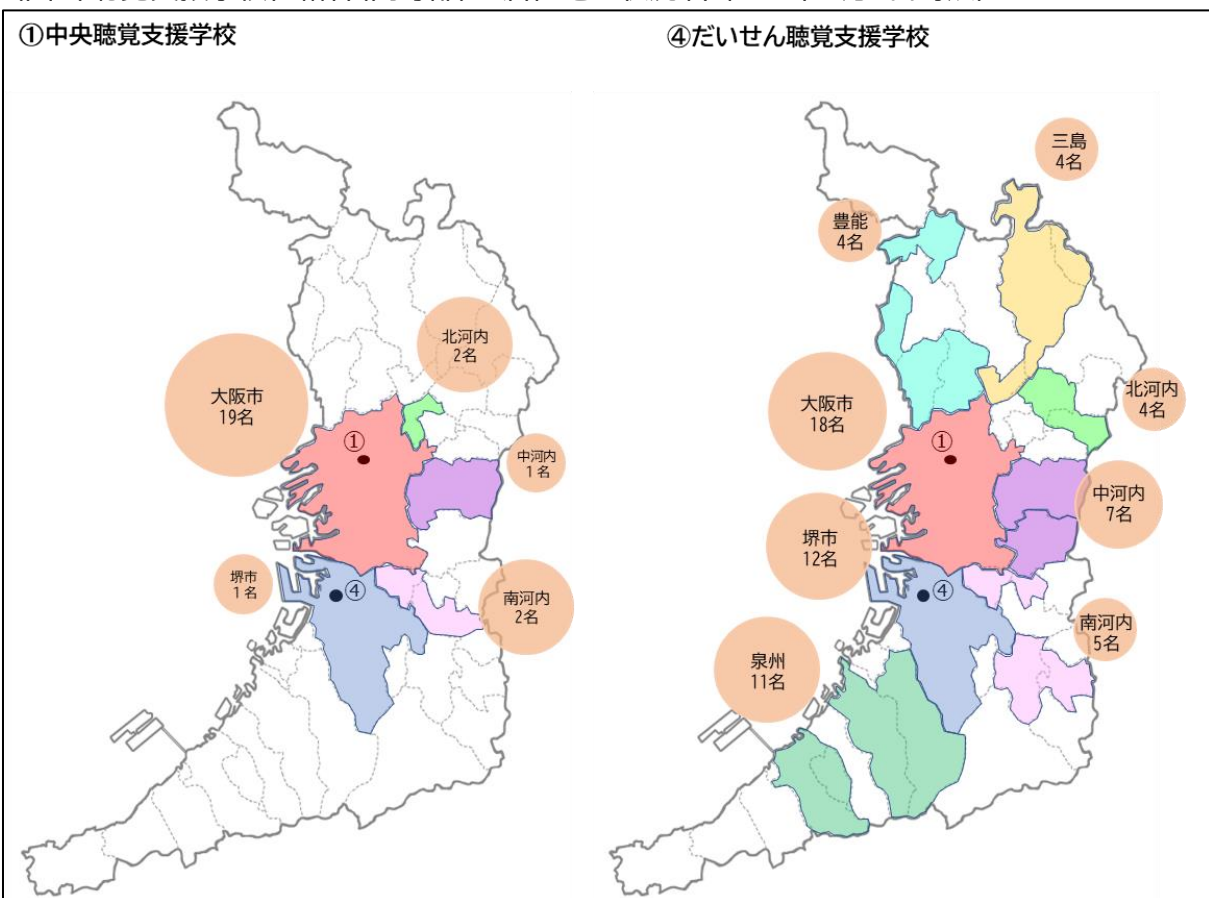 ①中央聴覚支援学校
北河内
2名
大阪市
19名
①
中河内
1名
堺市
1名
④
南河内
2名
④だいせん聴覚支援学校
三島
4名
豊能
4名
大阪市
18名
北河内
4名
①
中河内
7名
堺市
12名
④
南河内
5名
泉州
11名